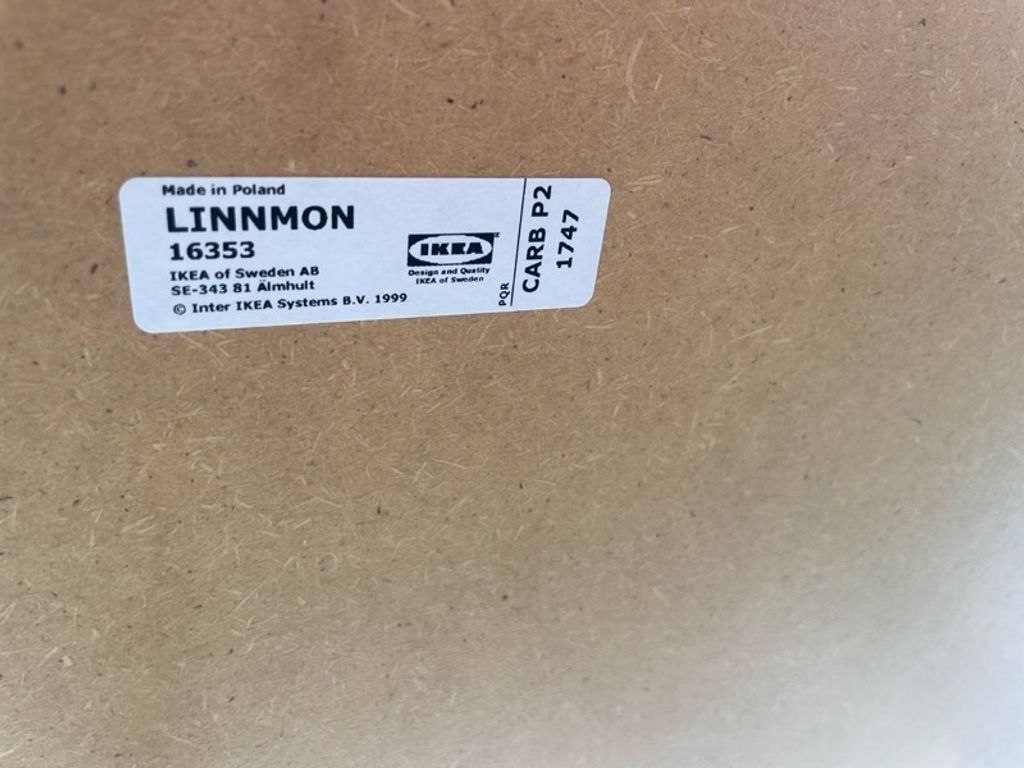 Made in Poland
LINNMON
16353
IKEA of Sweden AB
SE-343 81 Älmhult
© Inter IKEA Systems B.V. 1999
IKEA
Design and Quality
IKEA of Sweden
PQR
CARB P2
1747